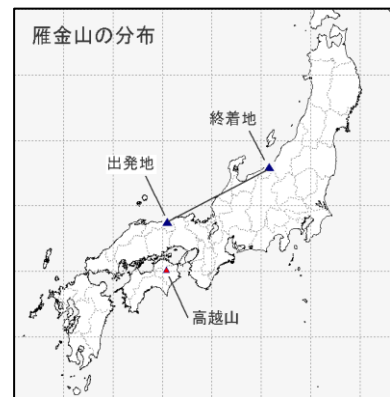 雁金山の分布
終着地
出発地
高越山